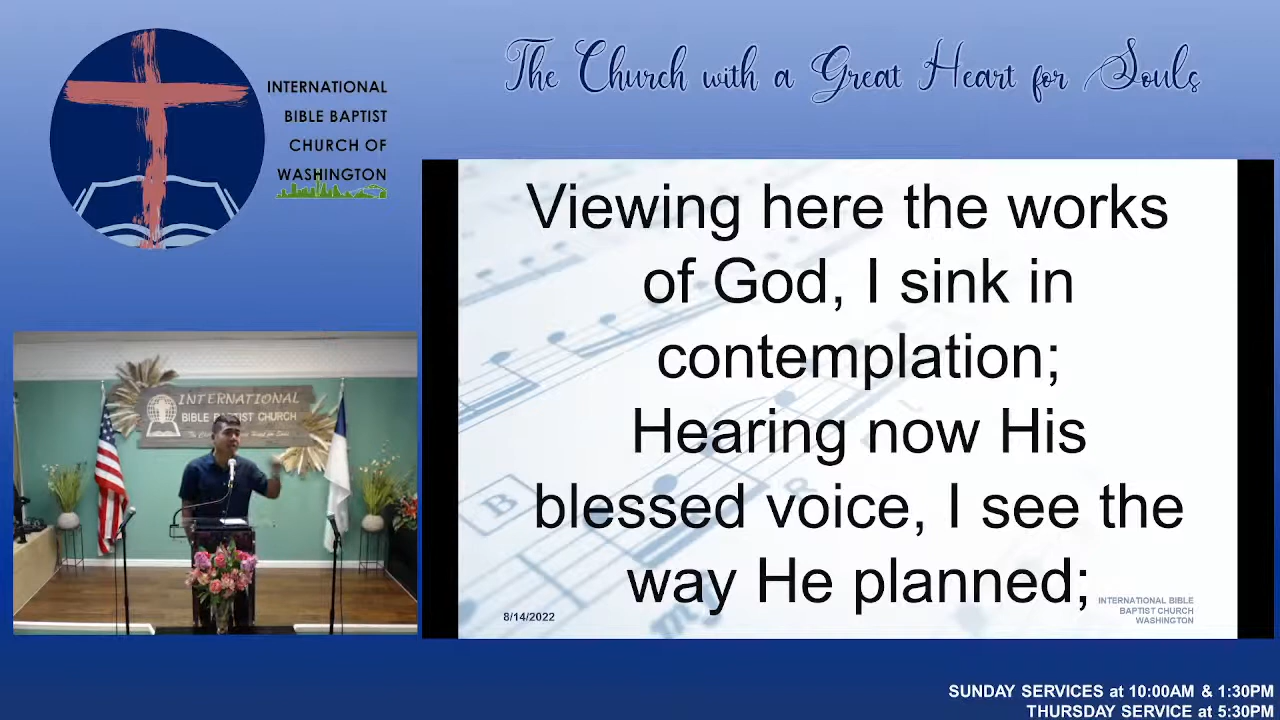 The Church with a Great Heart for Souls
INTERNATIONAL
BIBLE BAPTIST
CHURCH OF
WASHINGTON
Viewing here the works
of God, I sink in
contemplation;
Hearing now His
blessed voice, I see the
way He planned;
8/14/2022
INTERNATIONAL BIBLE
BAPTIST CHURCH
WASHINGTON
INTERNATIONAL
BIBLE BAPTIST CHURCH
SUNDAY SERVICES at 10:00AM & 1:30PM
THURSDAY SERVICE at 5:30PM